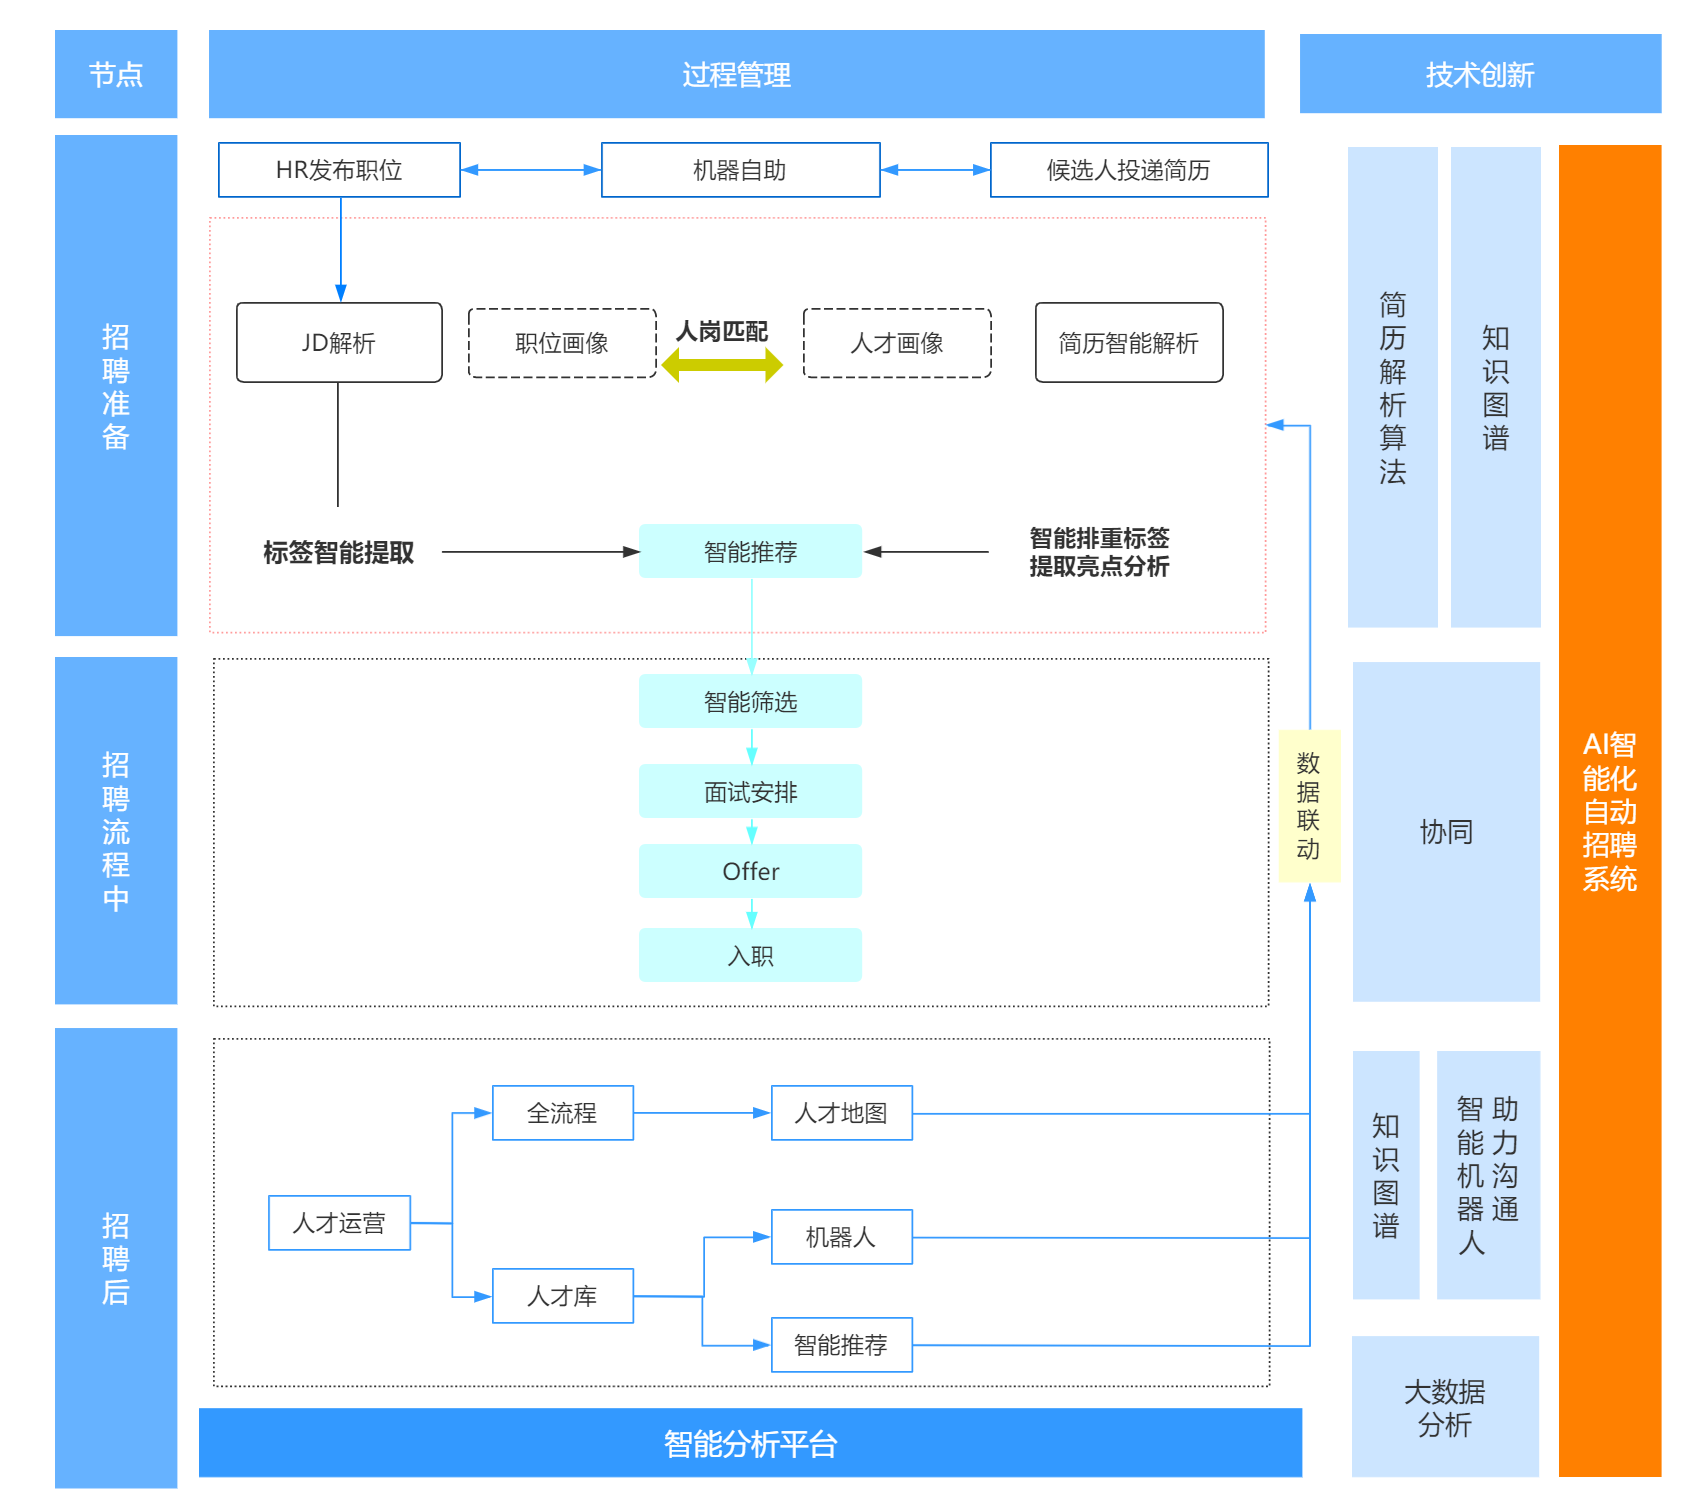 节点
过程管理
技术创新
招聘准备
HR发布职位
机器自助
候选人投递简历
JD解析
职位画像
人岗匹配
人才画像
简历智能解析
标签智能提取
智能推荐
智能排重标签
提取亮点分析
简历解析算法
知识图谱
招聘流程中
智能筛选
面试安排
Offer
入职
数据联动
协同
AI智
能化
自动
招聘
系统
招聘后
人才运营
全流程
人才地图
人才库
机器人
智能推荐
知识图谱
智能机器人
助力沟通
大数据
分析
智能分析平台